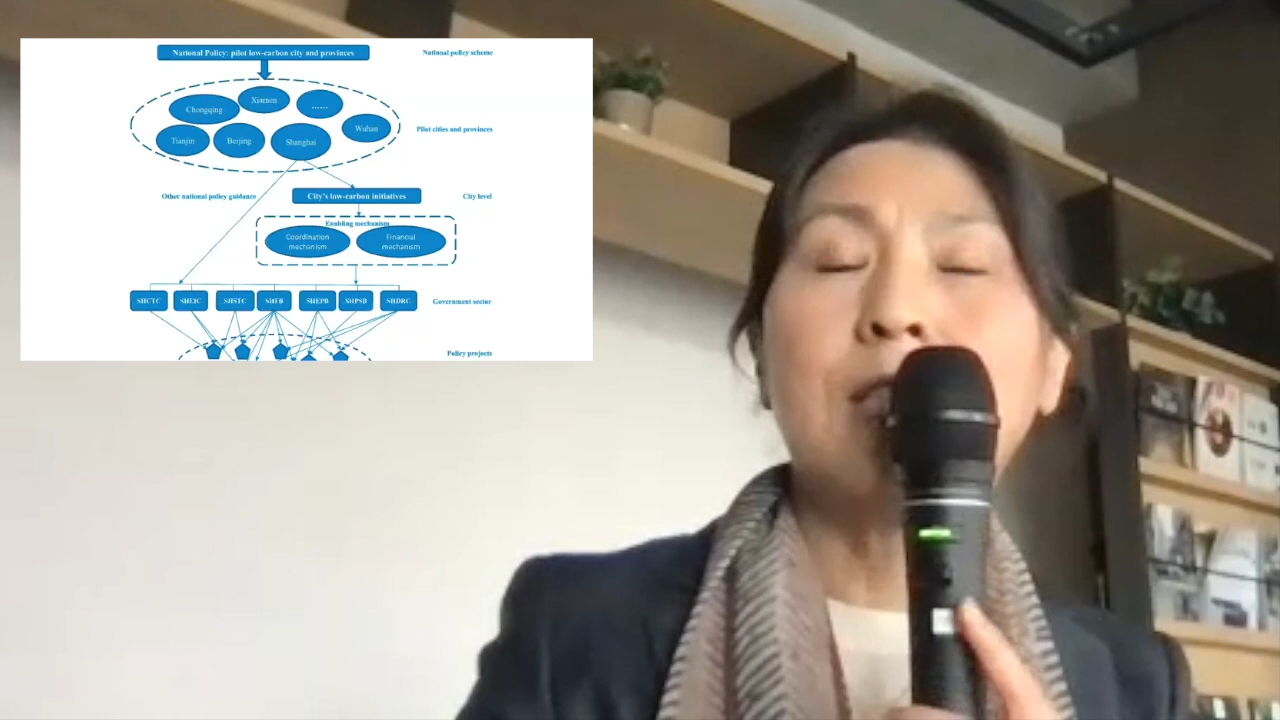 National Policy: pilot low-carbon city and provinces
National policy scheme
Chongqing
Xiamen
......
Tianjin
Beijing
Shanghai
Wuhan
Pilot cities and provinces
Other national policy guidance
City's low-carbon initiatives
City level
Enabling mechanism
Coordination
mechanism
Financial
mechanism
SHCTC
SHEIC
SHSTC
SHFB
SHEPB
SHPSB
SHDRC
Government sector
Policy projects